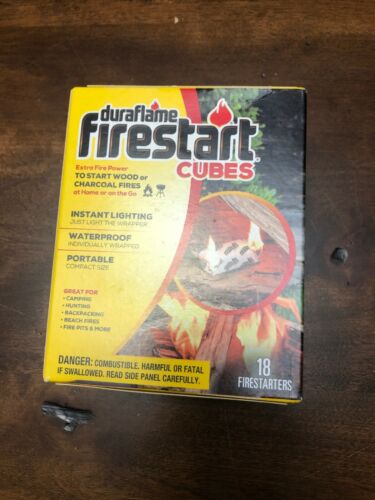 duraflame
firestart
CUBES
Extra Fire Power
TO START WOOD or
CHARCOAL FIRES
at Home or on the Go
INSTANT LIGHTING
JUST LIGHT THE WRAPPER
WATERPROOF
INDIVIDUALLY WRAPPED
PORTABLE
COMPACT SIZE
GREAT FOR
• CAMPFIRE
• HUNTING
• BACKPACKING
• BEACH FIRES
• FIRE PITS & MORE
DANGER: COMBUSTIBLE. HARMFUL OR FATAL
IF SWALLOWED. READ SIDE PANEL CAREFULLY.
18
FIRESTARTERS